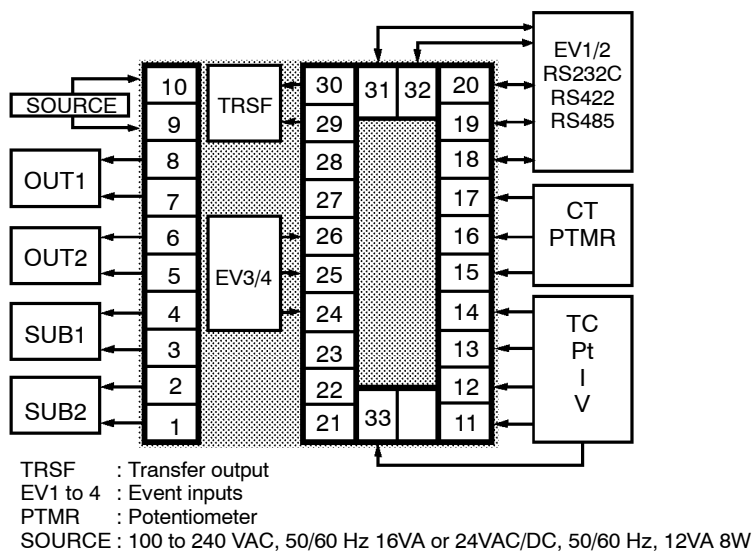 SOURCE
OUT1
OUT2
SUB1
SUB2
10
9
8
7
6
5
4
3
2
1
TRSF
EV3/4
30
29
28
27
26
25
24
23
22
21
31
32
33
20
19
18
17
16
15
14
13
12
11
EV1/2
RS232C
RS422
RS485
CT
PTMR
TC
Pt
I
V
TRSF : Transfer output
EV1 to 4 : Event inputs
PTMR : Potentiometer
SOURCE : 100 to 240 VAC, 50/60 Hz 16VA or 24VAC/DC, 50/60 Hz, 12VA 8W